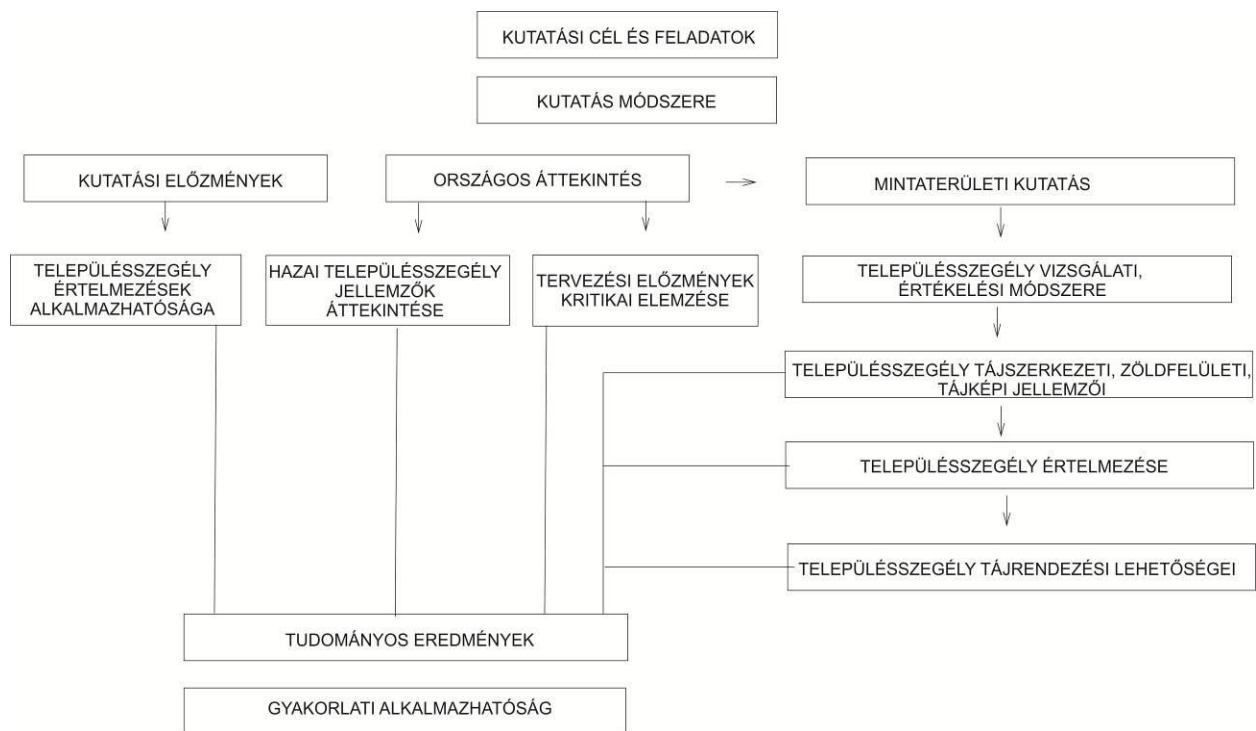 KUTATÁSI CÉL ÉS FELADATOK
KUTATÁS MÓDSZERE
KUTATÁSI ELŐZMÉNYEK
ORSZÁGOS ÁTTEKINTÉS
MINTATERÜLETI KUTATÁS
TELEPÜLÉSSZEGÉLY
ÉRTELMEZÉSEK
ALKALMAZHATÓSÁGA
HAZAI TELEPÜLÉSSZEGÉLY
JELLEMZŐK
ÁTTEKINTÉSE
TERVEZÉSI ELŐZMÉNYEK
KRITIKAI ELEMZÉSE
TELEPÜLÉSSZEGÉLY VIZSGÁLATI,
ÉRTÉKELÉSI MÓDSZERE
TELEPÜLÉSSZEGÉLY TÁJSZERKEZETI, ZÖLDFELÜLETI,
TÁJKÉPI JELLEMZŐI
TELEPÜLÉSSZEGÉLY ÉRTELMEZÉSE
TELEPÜLÉSSZEGÉLY TÁJRENDEZÉSI LEHETŐSÉGEI
TUDOMÁNYOS EREDMÉNYEK
GYAKORLATI ALKALMAZHATÓSÁG